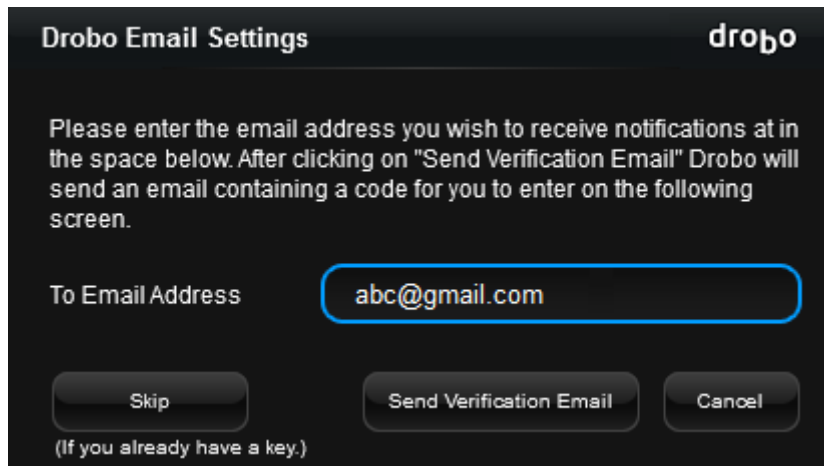 Drobo Email Settings
drobo
Please enter the email address you wish to receive notifications at in
the space below. After clicking on "Send Verification Email" Drobo will
send an email containing a code for you to enter on the following
screen.
To Email Address
abc@gmail.com
Skip
Send Verification Email
Cancel
(If you already have a key.)